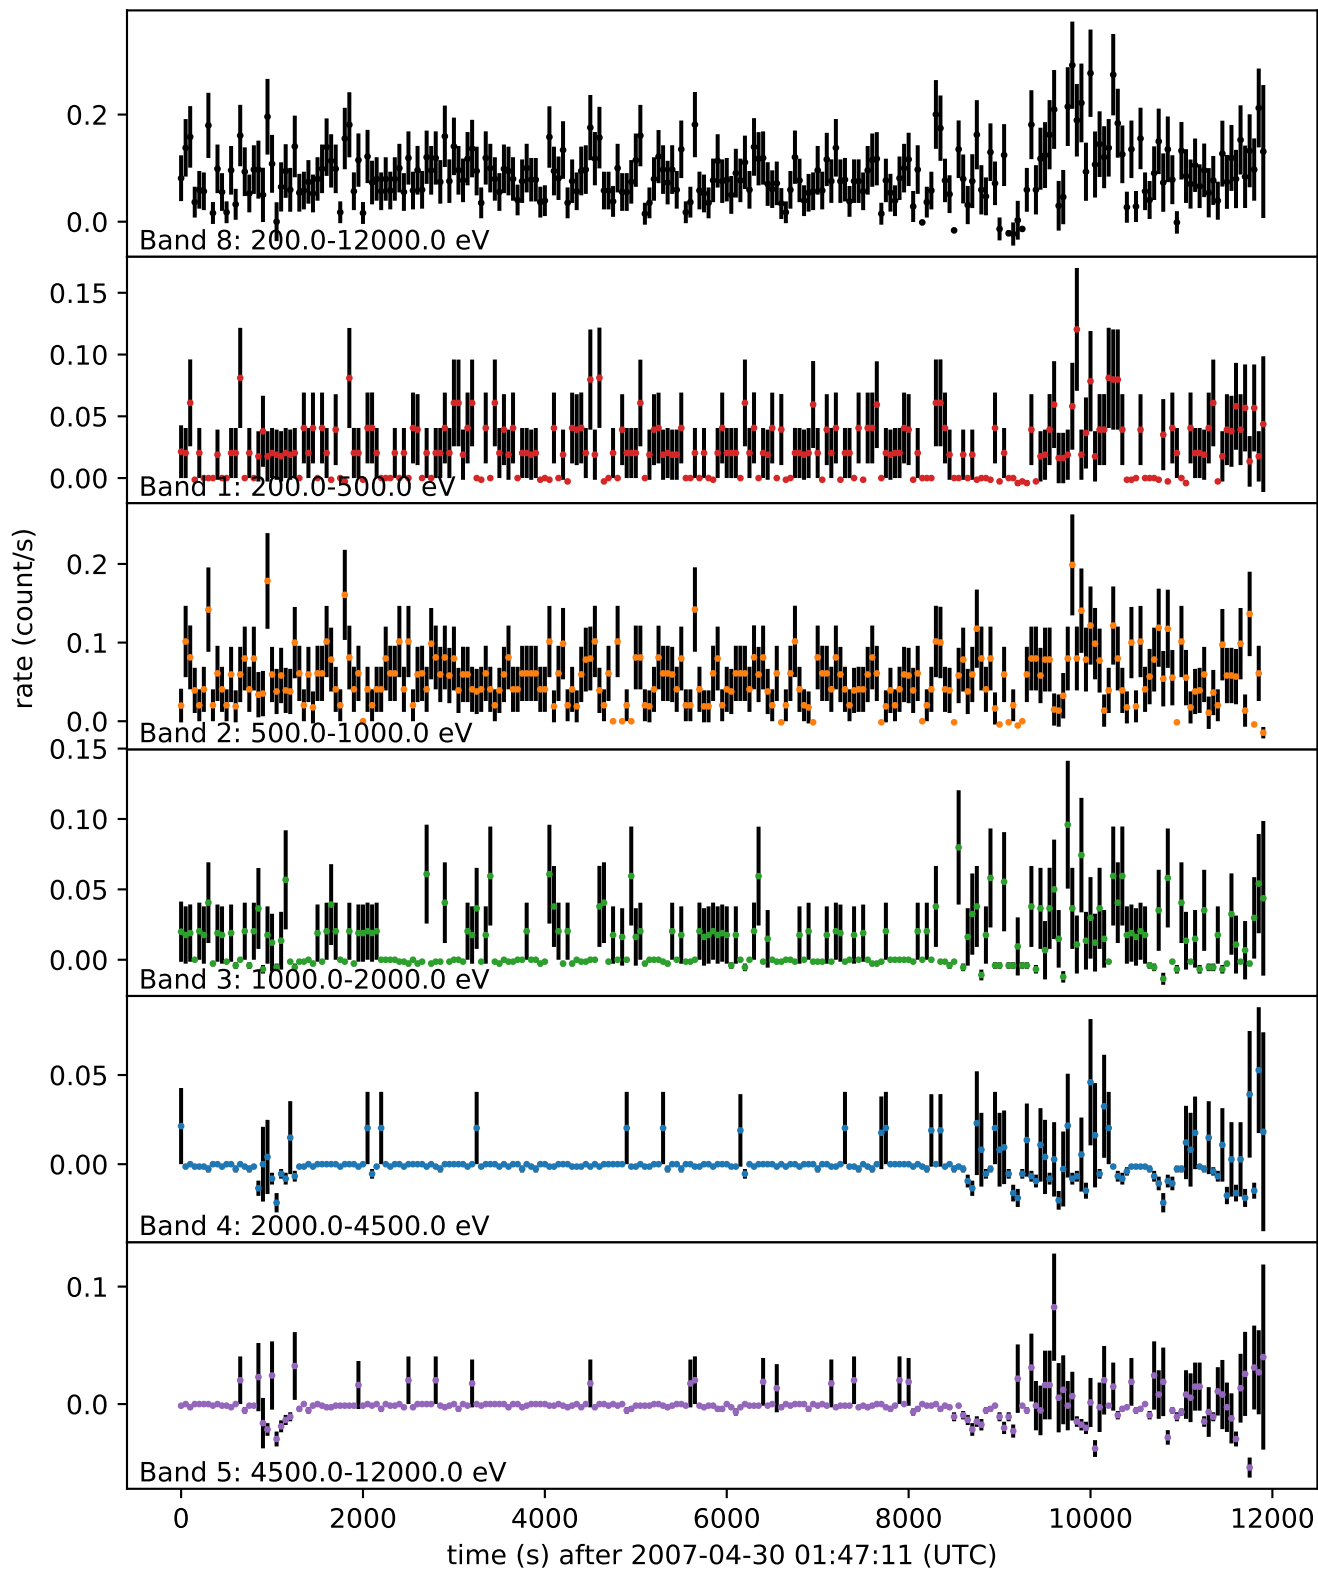 0.2
0.0
Band 8: 200.0-12000.0 eV
0.15
0.10
0.05
0.00
Band 1: 200.0-500.0 eV
rate (count/s)
0.2
0.1
0.0
Band 2: 500.0-1000.0 eV
0.15
0.10
0.05
0.00
Band 3: 1000.0-2000.0 eV
0.05
0.00
Band 4: 2000.0-4500.0 eV
0.1
0.0
Band 5: 4500.0-12000.0 eV
0 2000 4000 6000 8000 10000 12000
time (s) after 2007-04-30 01:47:11 (UTC)